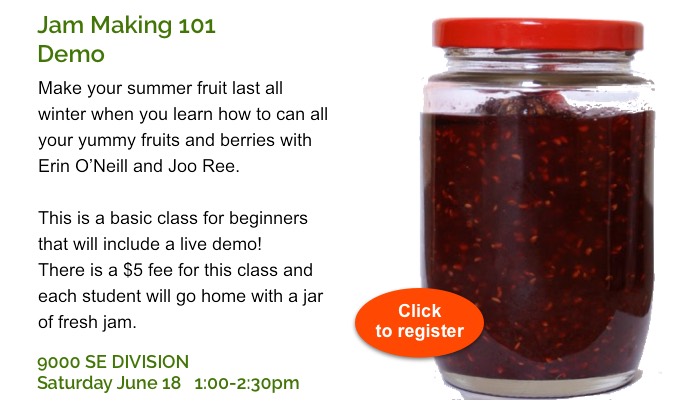 Jam Making 101
Demo
Make your summer fruit last all
winter when you learn how to can all
your yummy fruits and berries with
Erin O’Neill and Joo Ree.
This is a basic class for beginners
that will include a live demo!
There is a $5 fee for this class and
each student will go home with a jar
of fresh jam.
9000 SE DIVISION
Saturday June 18 1:00-2:30pm
Click
to register